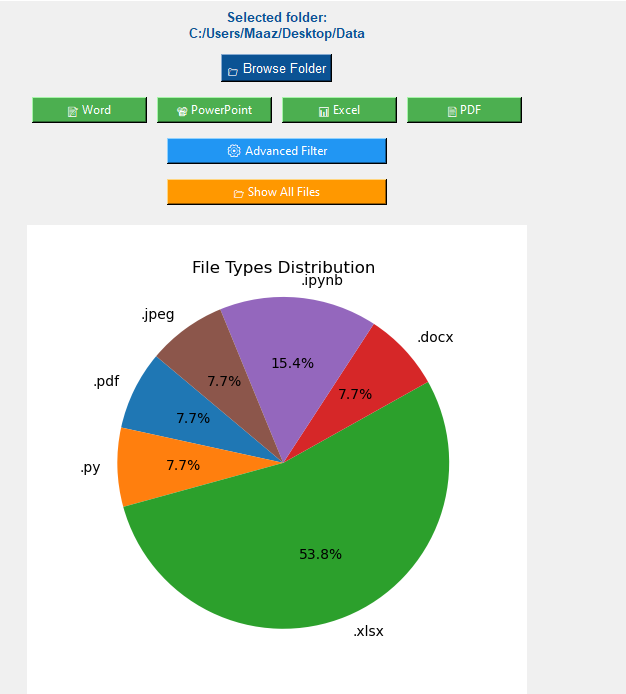 Selected folder:
C:/Users/Maaz/Desktop/Data
Browse Folder
Word PowerPoint Excel PDF
Advanced Filter
Show All Files
File Types Distribution
.ipynb
.jpeg
.docx
15.4%
.pdf
7.7%
7.7%
7.7%
.py
7.7%
53.8%
.xlsx